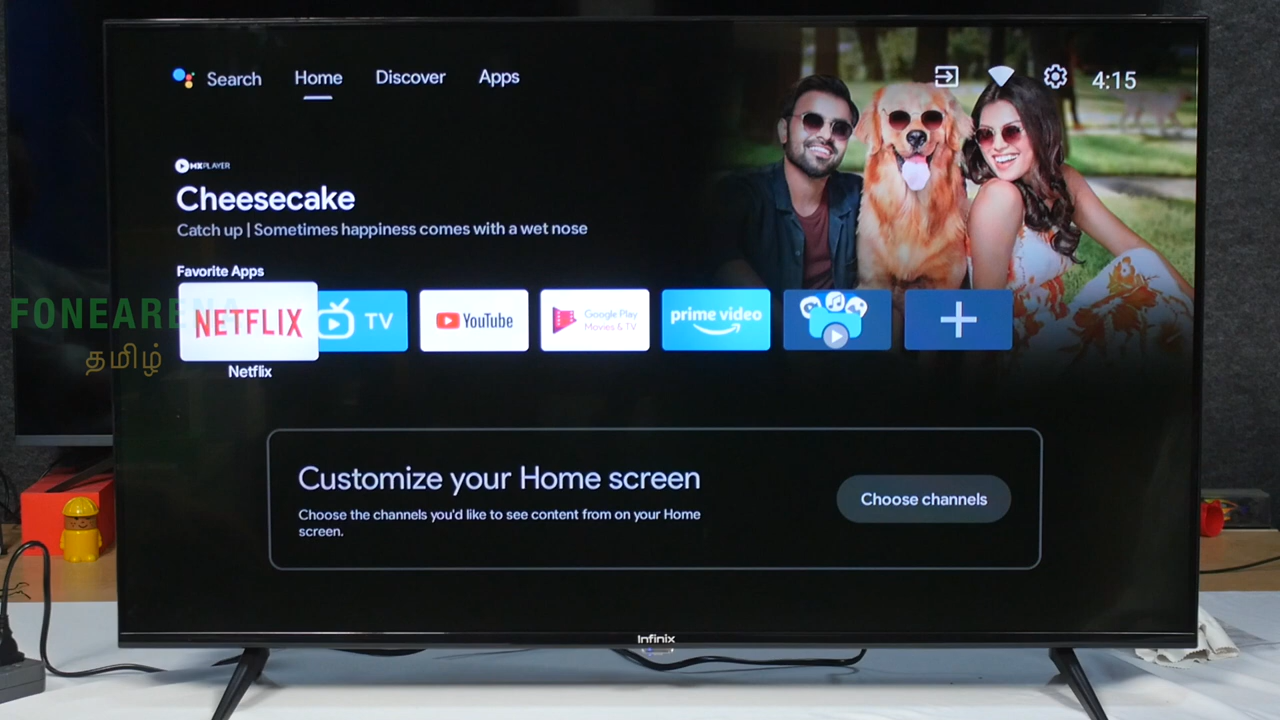 Search Home Discover Apps 4:15
MXPLAYER
Cheesecake
Catch up | Sometimes happiness comes with a wet nose
Favorite Apps
NETFLIX TV YouTube Google Play Movies & TV prime video
Netflix
FONEARENA
தமிழ்
Customize your Home screen
Choose the channels you'd like to see content from on your Home
screen.
Choose channels
Infinix